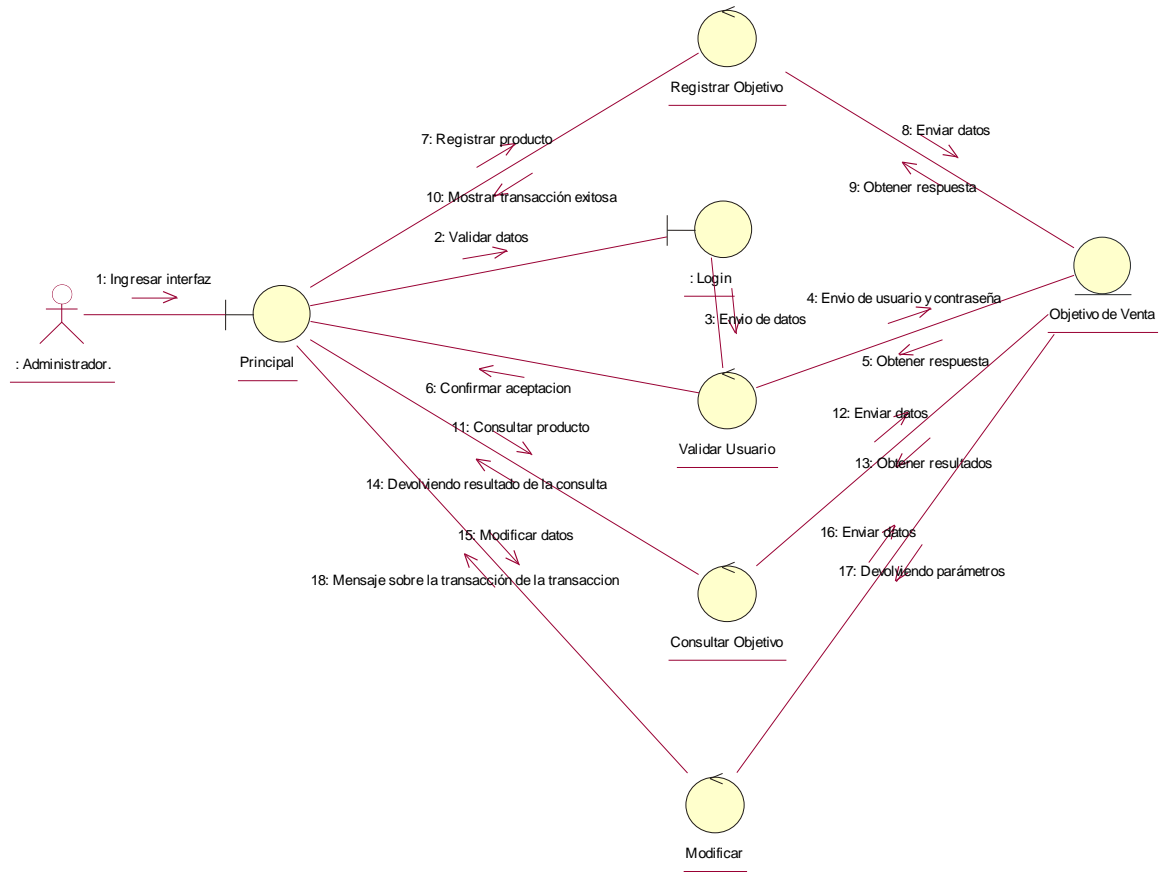 Registrar Objetivo
7: Registrar producto
8: Enviar datos
9: Obtener respuesta
10: Mostrar transacción exitosa
2: Validar datos
1: Ingresar interfaz
: Login
4: Envio de usuario y contraseña
Objetivo de Venta
3: Envio de datos
: Administrador.
Principal
5: Obtener respuesta
6: Confirmar aceptacion
12: Enviar datos
11: Consultar producto
Validar Usuario
13: Obtener resultados
14: Devolviendo resultado de la consulta
15: Modificar datos
16: Enviar datos
17: Devolviendo parámetros
18: Mensaje sobre la transacción de la transaccion
Consultar Objetivo
Modificar